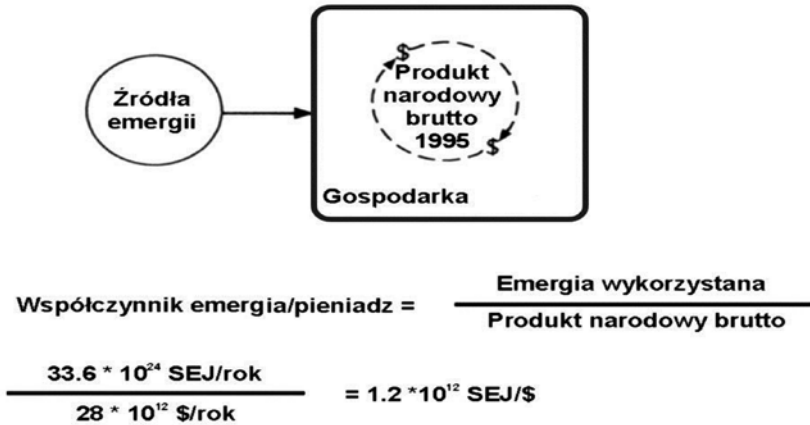 Źródła
emergii
$
Produkt
narodowy
brutto
1995
$
Gospodarka
Współczynnik emergia/pieniadz =
Emergia wykorzystana
Produkt narodowy brutto
33.6 * 10²⁴ SEJ/rok
28 * 10¹² $/rok
= 1.2 *10¹² SEJ/$